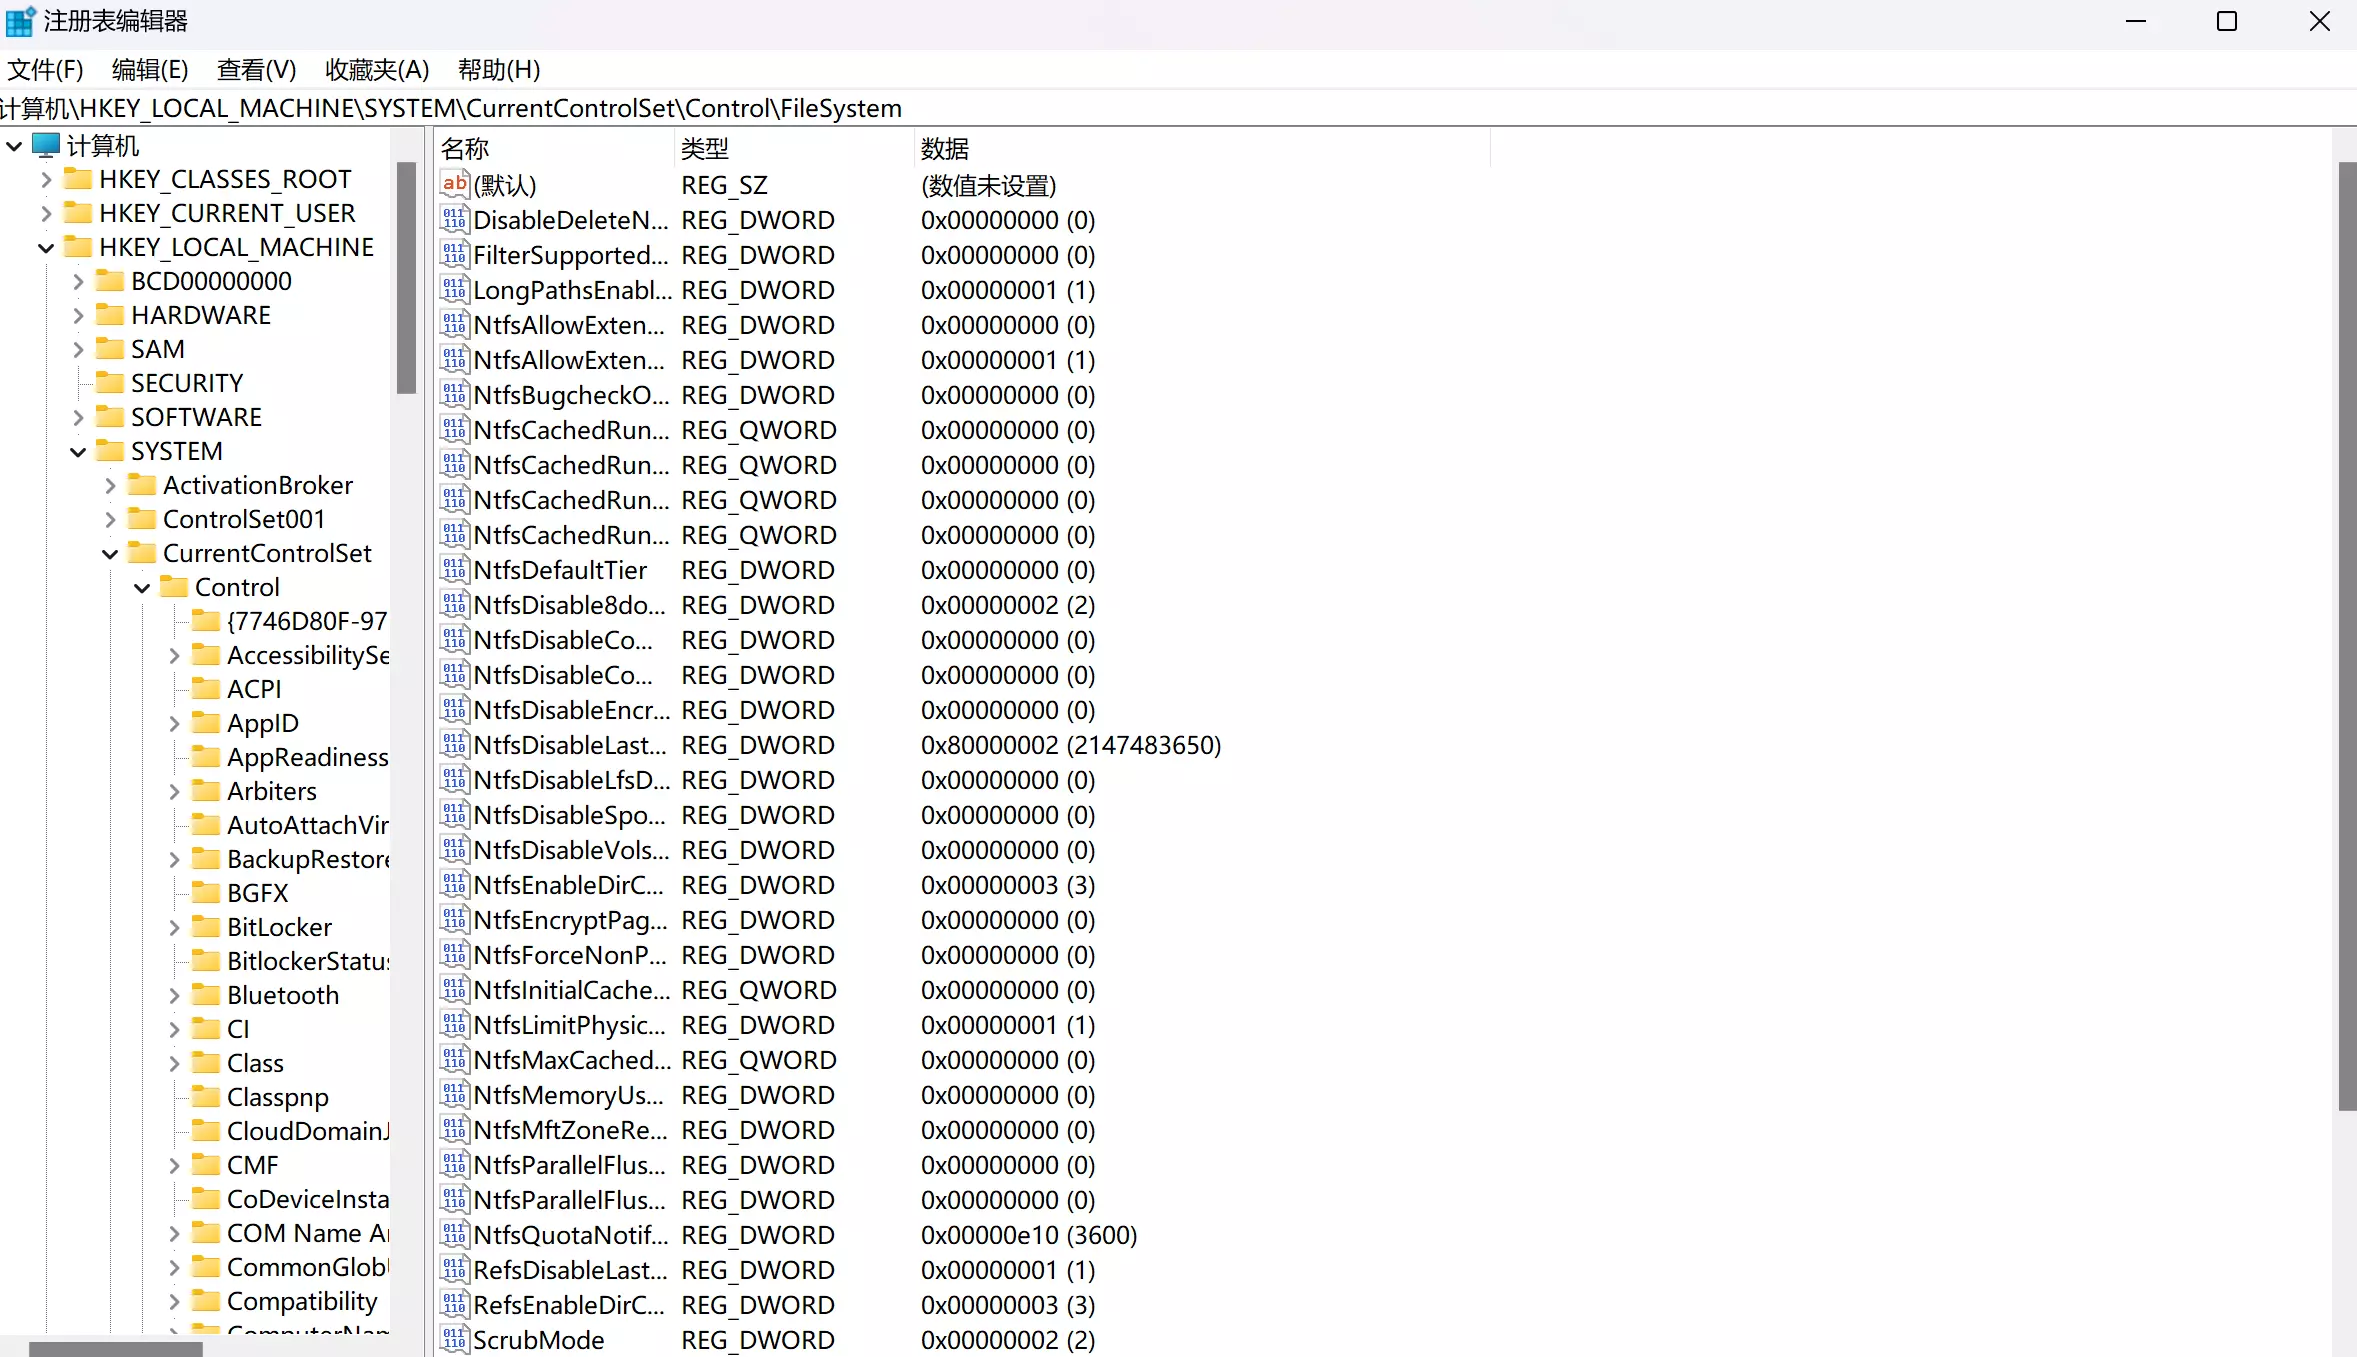 注册表编辑器
文件(F) 编辑(E) 查看(V) 收藏夹(A) 帮助(H)
计算机\HKEY_LOCAL_MACHINE\SYSTEM\CurrentControlSet\Control\FileSystem
计算机
HKEY_CLASSES_ROOT
HKEY_CURRENT_USER
HKEY_LOCAL_MACHINE
BCD00000000
HARDWARE
SAM
SECURITY
SOFTWARE
SYSTEM
ActivationBroker
ControlSet001
CurrentControlSet
Control
{7746D80F-97
AccessibilitySe
ACPI
AppID
AppReadiness
Arbiters
AutoAttachVir
BackupRestore
BGFX
BitLocker
BitlockerStatus
Bluetooth
CI
Class
Classpnp
CloudDomainJ
CMF
CoDeviceInsta
COM Name Ar
CommonGlobU
Compatibility
ComputerNam
名称 类型 数据
(默认) REG_SZ (数值未设置)
DisableDeleteN... REG_DWORD 0x00000000 (0)
FilterSupported... REG_DWORD 0x00000000 (0)
LongPathsEnabl... REG_DWORD 0x00000001 (1)
NtfsAllowExten... REG_DWORD 0x00000000 (0)
NtfsAllowExten... REG_DWORD 0x00000001 (1)
NtfsBugcheckO... REG_DWORD 0x00000000 (0)
NtfsCachedRun... REG_QWORD 0x00000000 (0)
NtfsCachedRun... REG_QWORD 0x00000000 (0)
NtfsCachedRun... REG_QWORD 0x00000000 (0)
NtfsCachedRun... REG_QWORD 0x00000000 (0)
NtfsDefaultTier REG_DWORD 0x00000000 (0)
NtfsDisable8do... REG_DWORD 0x00000002 (2)
NtfsDisableCo... REG_DWORD 0x00000000 (0)
NtfsDisableCo... REG_DWORD 0x00000000 (0)
NtfsDisableEncr... REG_DWORD 0x00000000 (0)
NtfsDisableLast... REG_DWORD 0x80000002 (2147483650)
NtfsDisableLfsD... REG_DWORD 0x00000000 (0)
NtfsDisableSpo... REG_DWORD 0x00000000 (0)
NtfsDisableVols... REG_DWORD 0x00000000 (0)
NtfsEnableDirC... REG_DWORD 0x00000003 (3)
NtfsEncryptPag... REG_DWORD 0x00000000 (0)
NtfsForceNonP... REG_DWORD 0x00000000 (0)
NtfsInitialCache... REG_QWORD 0x00000000 (0)
NtfsLimitPhysic... REG_DWORD 0x00000001 (1)
NtfsMaxCached... REG_QWORD 0x00000000 (0)
NtfsMemoryUs... REG_DWORD 0x00000000 (0)
NtfsMftZoneRe... REG_DWORD 0x00000000 (0)
NtfsParallelFlus... REG_DWORD 0x00000000 (0)
NtfsParallelFlus... REG_DWORD 0x00000000 (0)
NtfsQuotaNotif... REG_DWORD 0x00000e10 (3600)
RefsDisableLast... REG_DWORD 0x00000001 (1)
RefsEnableDirC... REG_DWORD 0x00000003 (3)
ScrubMode REG_DWORD 0x00000002 (2)